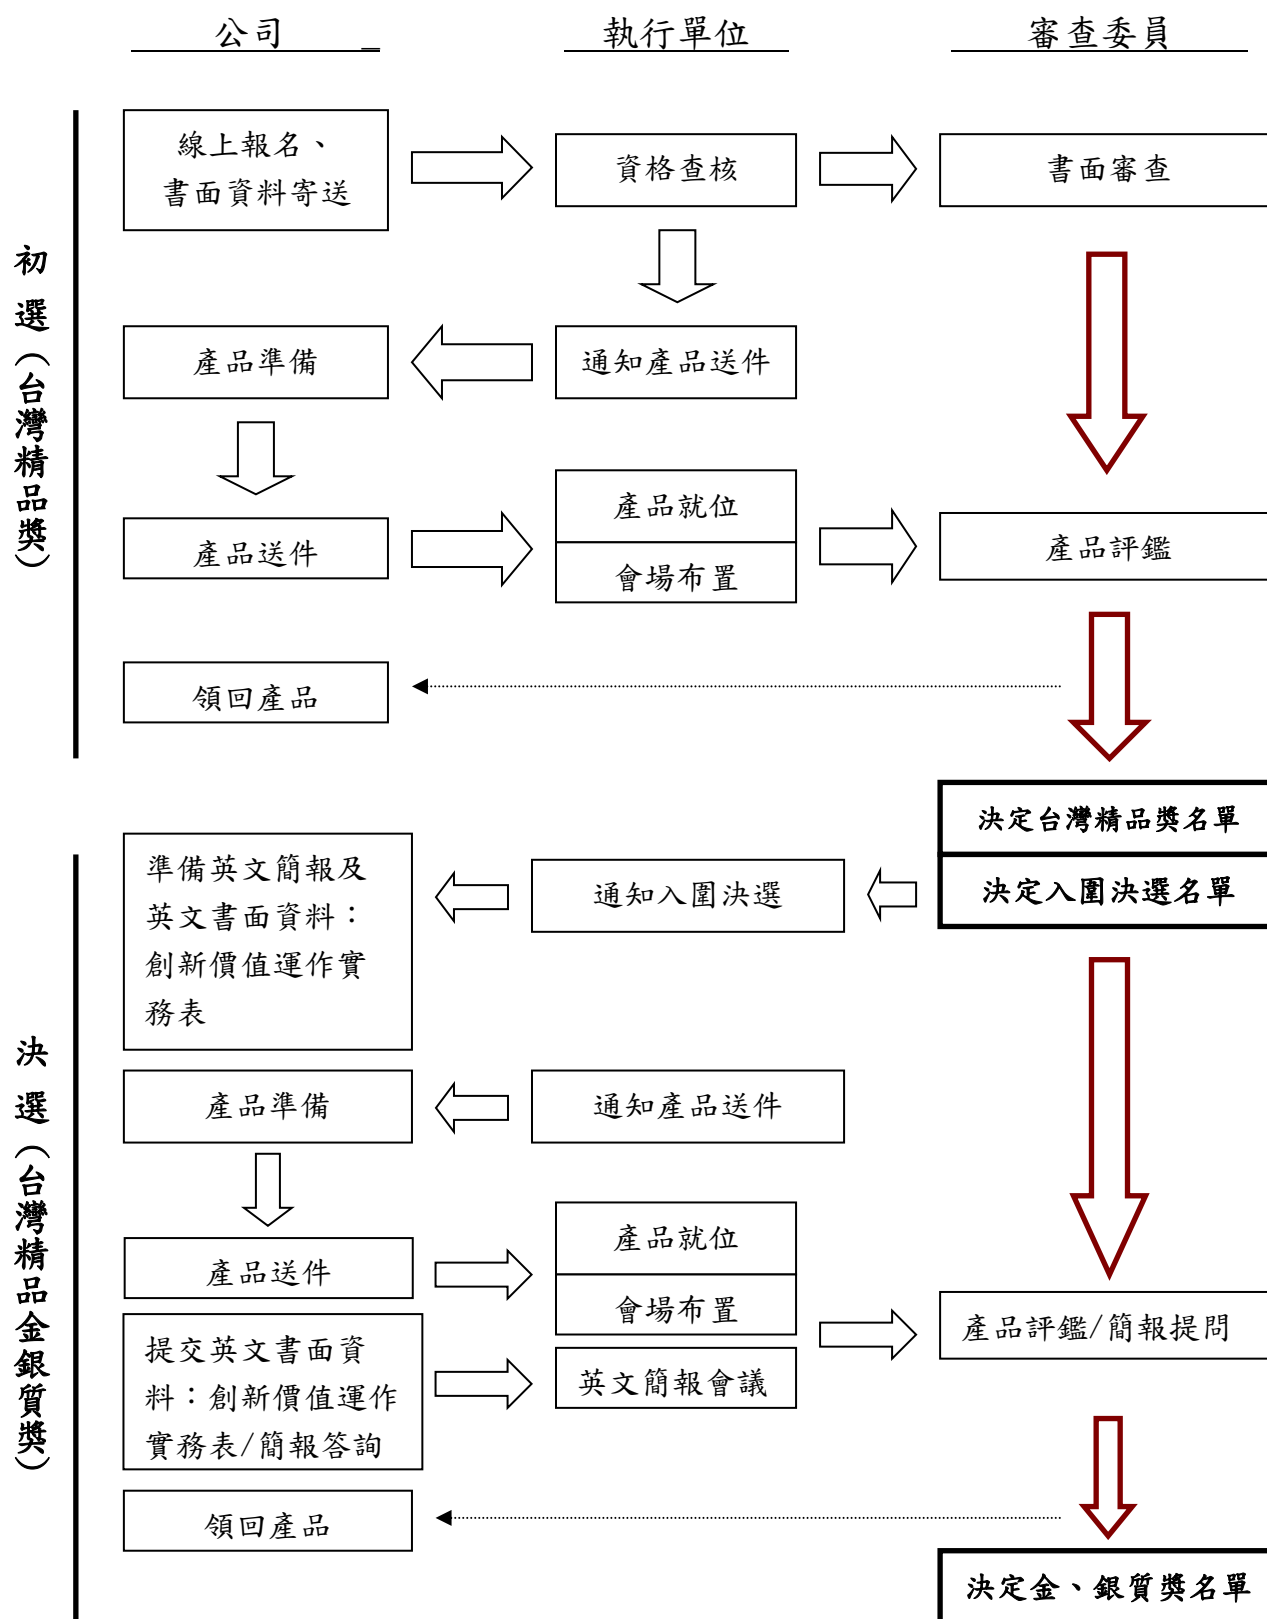 公司
執行單位
審查委員
初選（台灣精品獎）
線上報名、
書面資料寄送
資格查核
書面審查
產品準備
通知產品送件
產品送件
產品就位
會場布置
產品評鑑
領回產品
決定台灣精品獎名單
決定入圍決選名單
決選（台灣精品金銀質獎）
準備英文簡報及
英文書面資料：
創新價值運作實
務表
通知入圍決選
產品準備
通知產品送件
產品送件
產品就位
會場布置
產品評鑑/簡報提問
提交英文書面資
料：創新價值運作
實務表/簡報答詢
英文簡報會議
領回產品
決定金、銀質獎名單